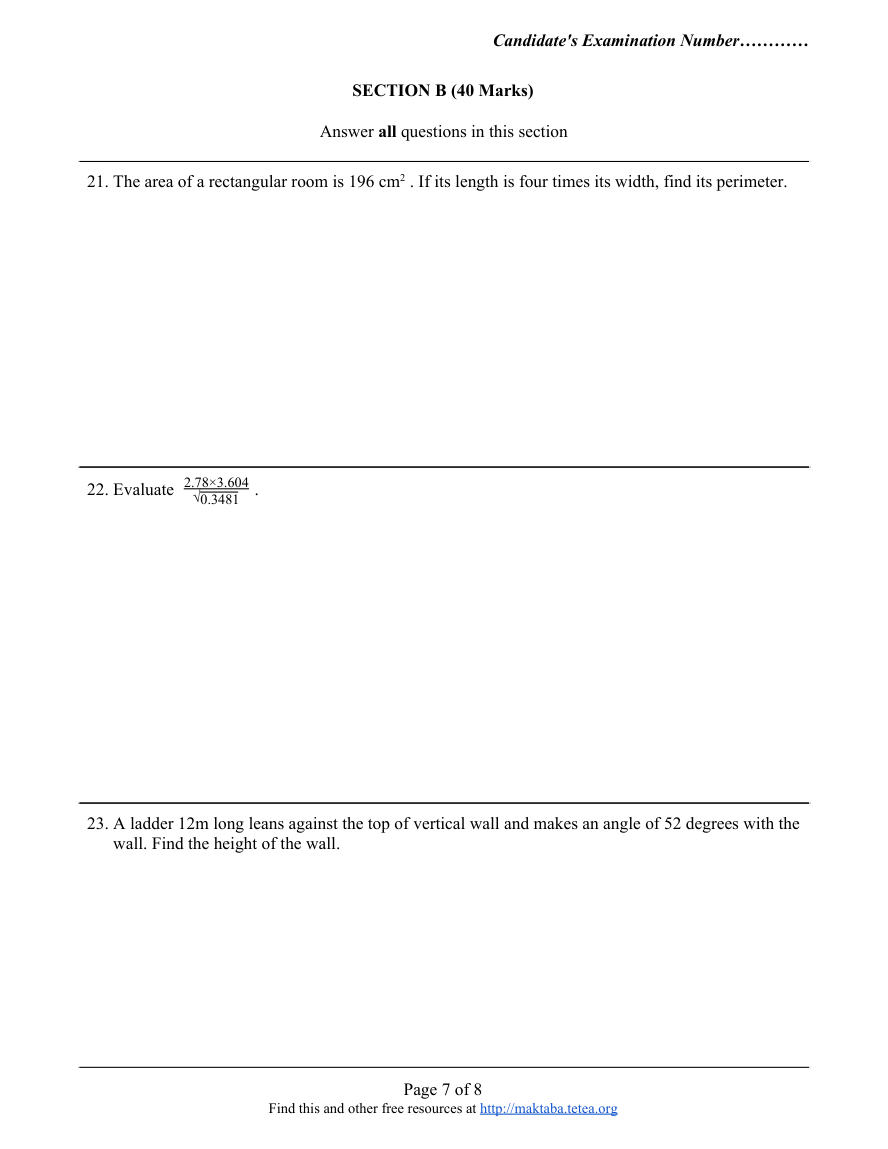 Candidate's Examination Number…………
SECTION B (40 Marks)
Answer all questions in this section
21. The area of a rectangular room is 196 cm² . If its length is four times its width, find its perimeter.
22. Evaluate 2.78×3.604 / √0.3481 .
23. A ladder 12m long leans against the top of vertical wall and makes an angle of 52 degrees with the
wall. Find the height of the wall.
Page 7 of 8
Find this and other free resources at http://maktaba.tetea.org